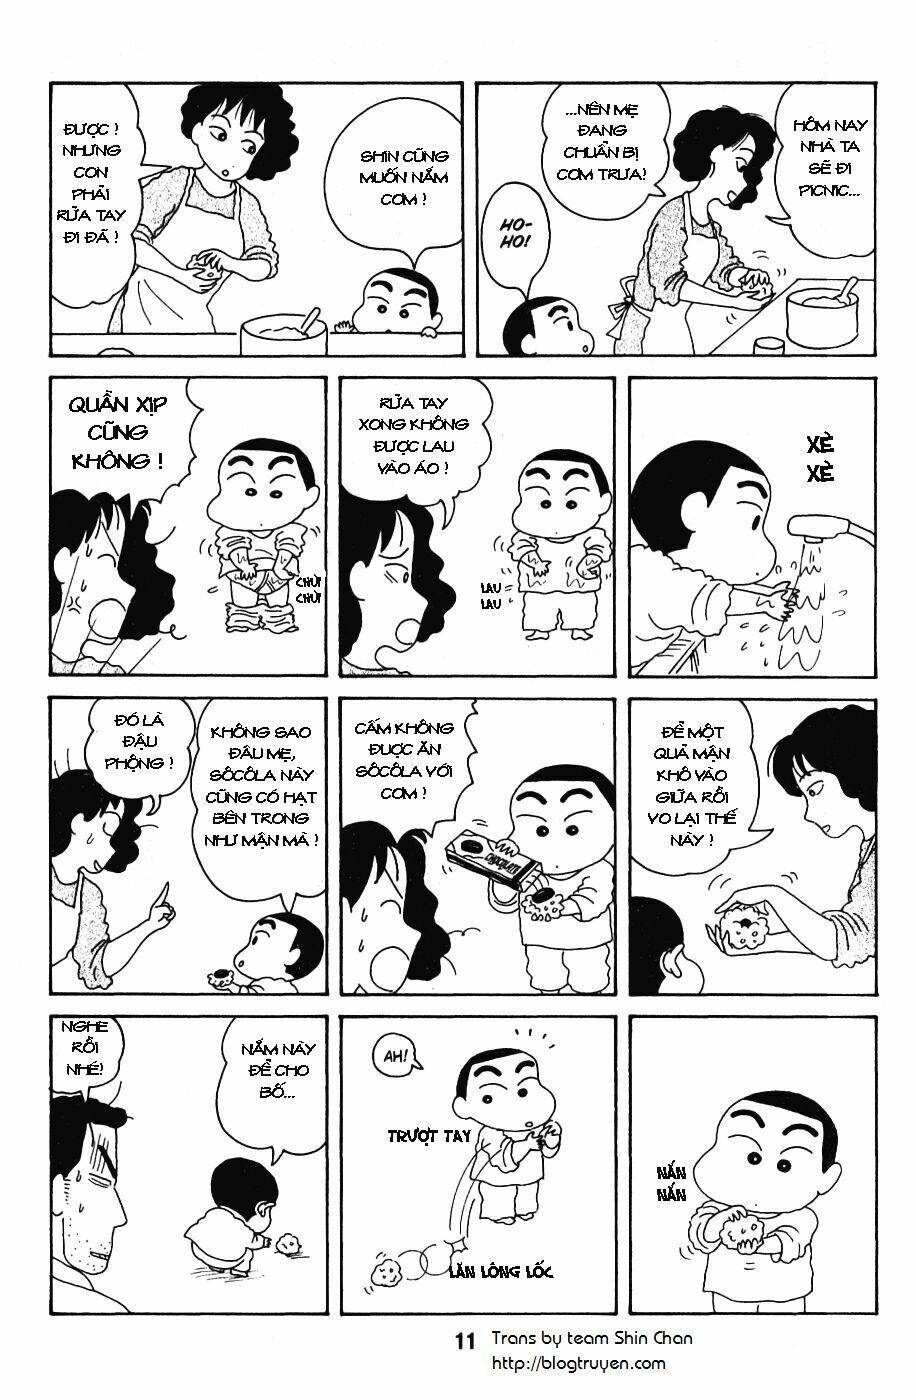 HÔM NAY
NHÀ TA
SẼ ĐI
PICNIC...
...NÊN MẸ
ĐANG
CHUẨN BỊ
CƠM TRƯA!
HO-
HO!
SHIN CŨNG
MUỐN NẮM
CƠM !
ĐƯỢC !
NHƯNG
CON
PHẢI
RỬA TAY
ĐI ĐÃ !
XÈ
XÈ
RỬA TAY
XONG KHÔNG
ĐƯỢC LAU
VÀO ÁO !
LAU
LAU
QUẦN XỊP
CŨNG
KHÔNG !
CHÙI
CHÙI
ĐỂ MỘT
QUẢ MẬN
KHÔ VÀO
GIỮA RỒI
VO LẠI THẾ
NÀY !
CẤM KHÔNG
ĐUỢC ĂN
SÔCÔLA VỚI
CƠM !
CHOCOLATE
KHÔNG SAO
ĐÂU MẸ,
SÔCÔLA NÀY
CŨNG CÓ HẠT
BÊN TRONG
NHƯ MẬN MÀ !
ĐÓ LÀ
ĐẬU
PHỘNG !
NẮN
NẮN
AH!
TRƯỢT TAY
LĂN LÔNG LỐC
NẮM NÀY
ĐỂ CHO
BỐ...
NGHE
RỒI
NHÉ!
11 Trans by team Shin Chan
http://blogtruyen.com